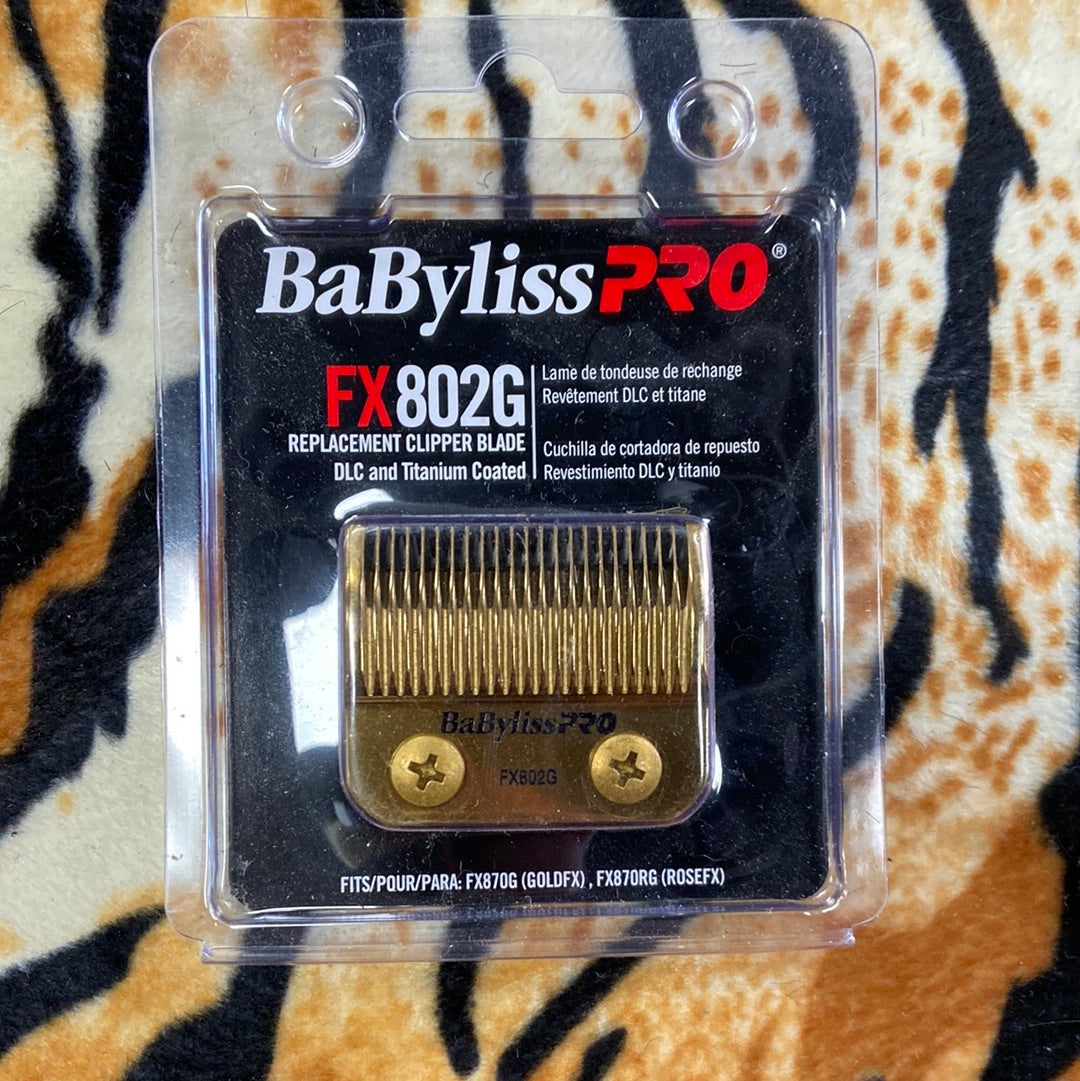 BaBylissPRO®
FX802G
REPLACEMENT CLIPPER BLADE
DLC and Titanium Coated
Lame de tondeuse de rechange
Revêtement DLC et titane
Cuchilla de cortadora de repuesto
Revestimiento DLC y titanio
BaBylissPRO
FX802G
FITS/POUR/PARA: FX870G (GOLDFX) , FX870RG (ROSEFX)